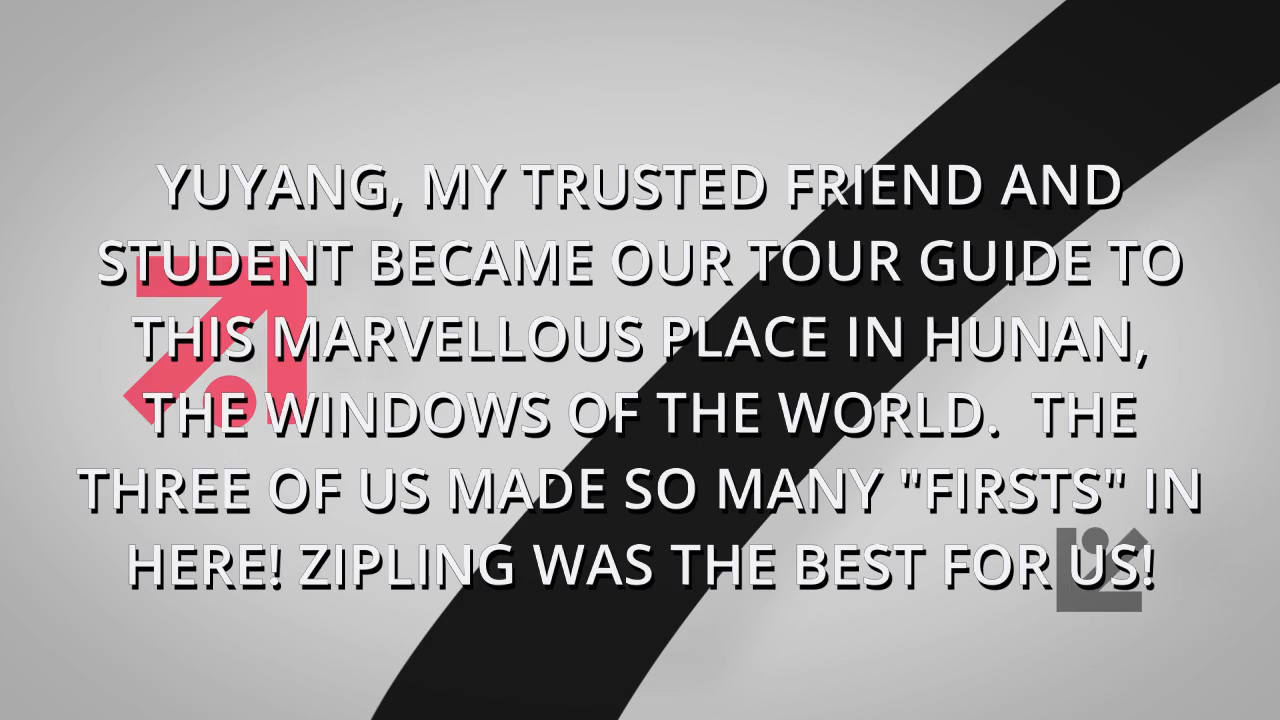 YUYANG, MY TRUSTED FRIEND AND
STUDENT BECAME OUR TOUR GUIDE TO
THIS MARVELLOUS PLACE IN HUNAN,
THE WINDOWS OF THE WORLD.  THE
THREE OF US MADE SO MANY "FIRSTS" IN
HERE! ZIPLING WAS THE BEST FOR US!